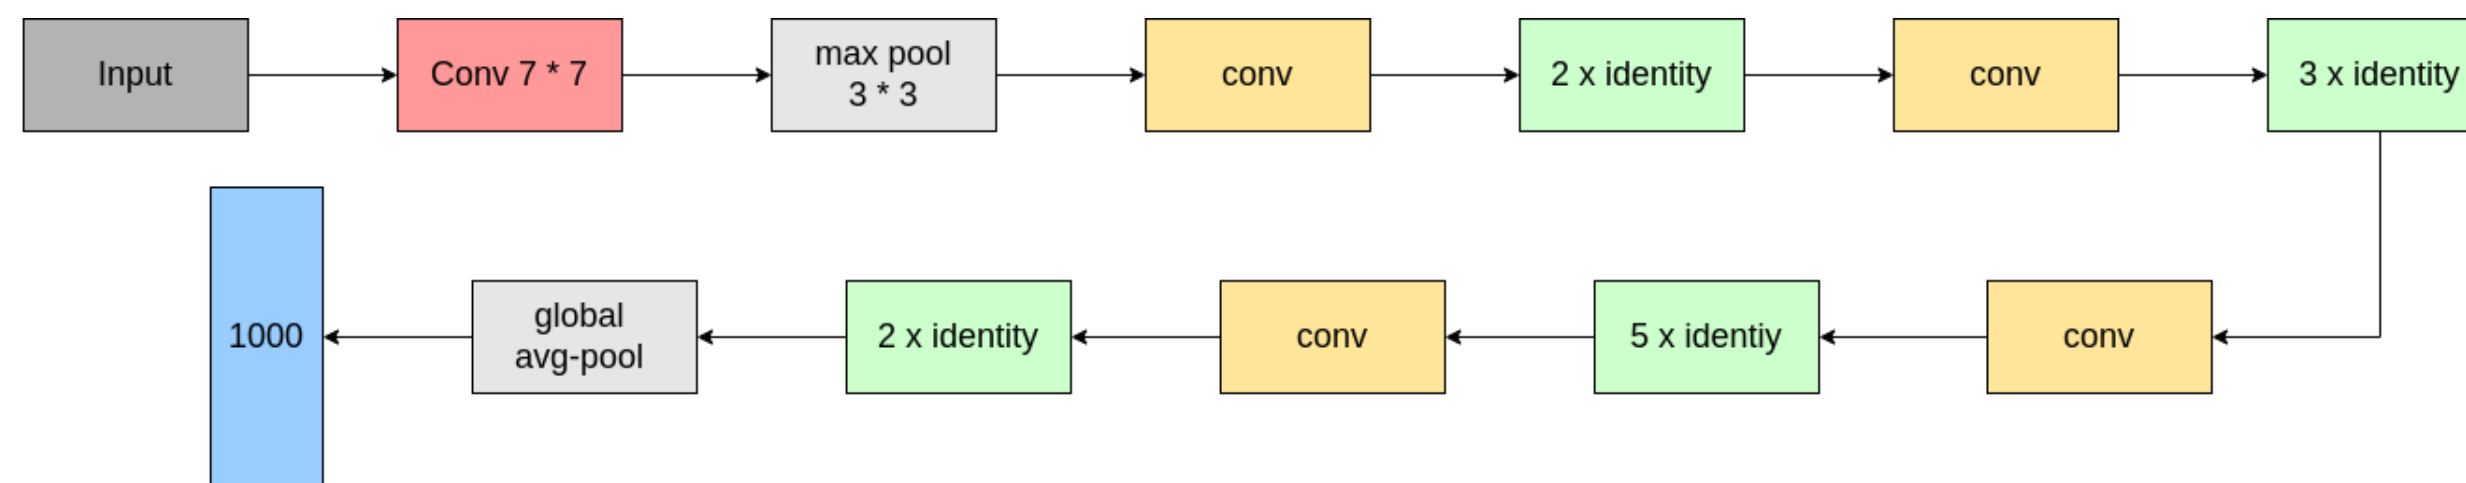 Input
Conv 7 * 7
max pool
3 * 3
conv
2 x identity
conv
3 x identity
conv
5 x identiy
conv
2 x identity
global
avg-pool
1000